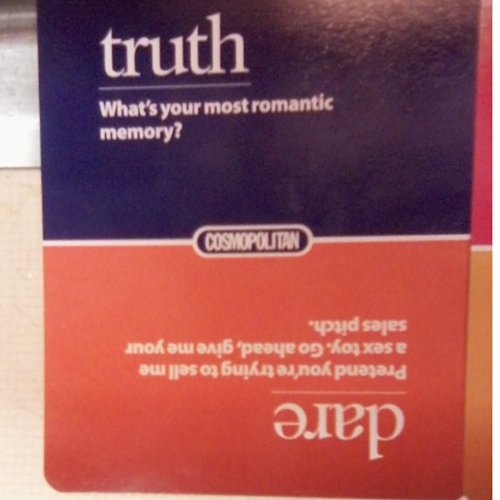 truth
What's your most romantic
memory?
COSMOPOLITAN
dare
Pretend you're trying to sell me
a sex toy. Go ahead, give me your
sales pitch.